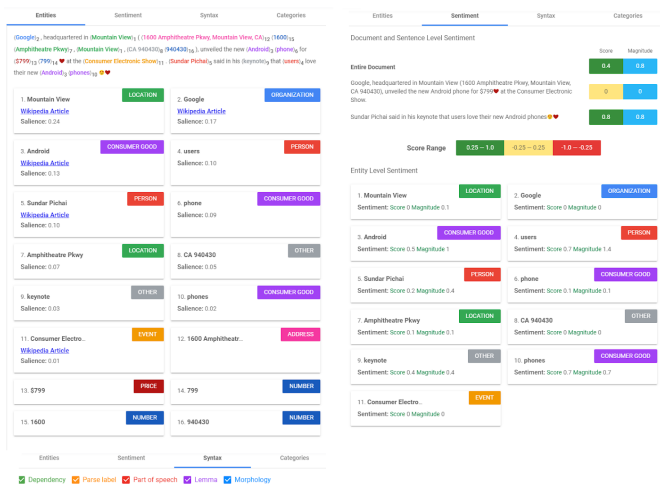 Entities Sentiment Syntax Categories
⟨Google⟩2 , headquartered in ⟨Mountain View⟩1 ( ⟨1600 Amphitheatre Pkwy, Mountain View, CA⟩12 ⟨1600⟩15
⟨Amphitheatre Pkwy⟩7 , ⟨Mountain View⟩1 , ⟨CA 940430⟩8 ⟨940430⟩16 ), unveiled the new ⟨Android⟩3 ⟨phone⟩6 for
⟨$799⟩13 ⟨799⟩14 ❤ at the ⟨Consumer Electronic Show⟩11 . ⟨Sundar Pichai⟩5 said in his ⟨keynote⟩9 that ⟨users⟩4 love
their new ⟨Android⟩3 ⟨phones⟩10 😍❤
1. Mountain View LOCATION
Wikipedia Article
Salience: 0.24
2. Google ORGANIZATION
Wikipedia Article
Salience: 0.17
3. Android CONSUMER GOOD
Wikipedia Article
Salience: 0.13
4. users PERSON
Salience: 0.10
5. Sundar Pichai PERSON
Wikipedia Article
Salience: 0.10
6. phone CONSUMER GOOD
Salience: 0.09
7. Amphitheatre Pkwy LOCATION
Salience: 0.07
8. CA 940430 OTHER
Salience: 0.05
9. keynote OTHER
Salience: 0.03
10. phones CONSUMER GOOD
Salience: 0.02
11. Consumer Electro.. EVENT
Wikipedia Article
Salience: 0.01
12. 1600 Amphitheatr.. ADDRESS
13. $799 PRICE
14. 799 NUMBER
15. 1600 NUMBER
16. 940430 NUMBER
Entities Sentiment Syntax Categories
Dependency Parse label Part of speech Lemma Morphology
Entities Sentiment Syntax Categories
Document and Sentence Level Sentiment
Score Magnitude
Entire Document 0.4 0.8
Google, headquartered in Mountain View (1600 Amphitheatre Pkwy, Mountain View,
CA 940430), unveiled the new Android phone for $799❤ at the Consumer Electronic
Show.
0 0
Sundar Pichai said in his keynote that users love their new Android phones😍❤ 0.8 0.8
Score Range 0.25 — 1.0 -0.25 — 0.25 -1.0 — -0.25
Entity Level Sentiment
1. Mountain View LOCATION
Sentiment: Score 0 Magnitude 0.1
2. Google ORGANIZATION
Sentiment: Score 0 Magnitude 0
3. Android CONSUMER GOOD
Sentiment: Score 0.5 Magnitude 1
4. users PERSON
Sentiment: Score 0.7 Magnitude 1.4
5. Sundar Pichai PERSON
Sentiment: Score 0.2 Magnitude 0.4
6. phone CONSUMER GOOD
Sentiment: Score 0.1 Magnitude 0.1
7. Amphitheatre Pkwy LOCATION
Sentiment: Score 0.1 Magnitude 0.1
8. CA 940430 OTHER
Sentiment: Score 0 Magnitude 0
9. keynote OTHER
Sentiment: Score 0.4 Magnitude 0.4
10. phones CONSUMER GOOD
Sentiment: Score 0.7 Magnitude 0.7
11. Consumer Electro.. EVENT
Sentiment: Score 0 Magnitude 0